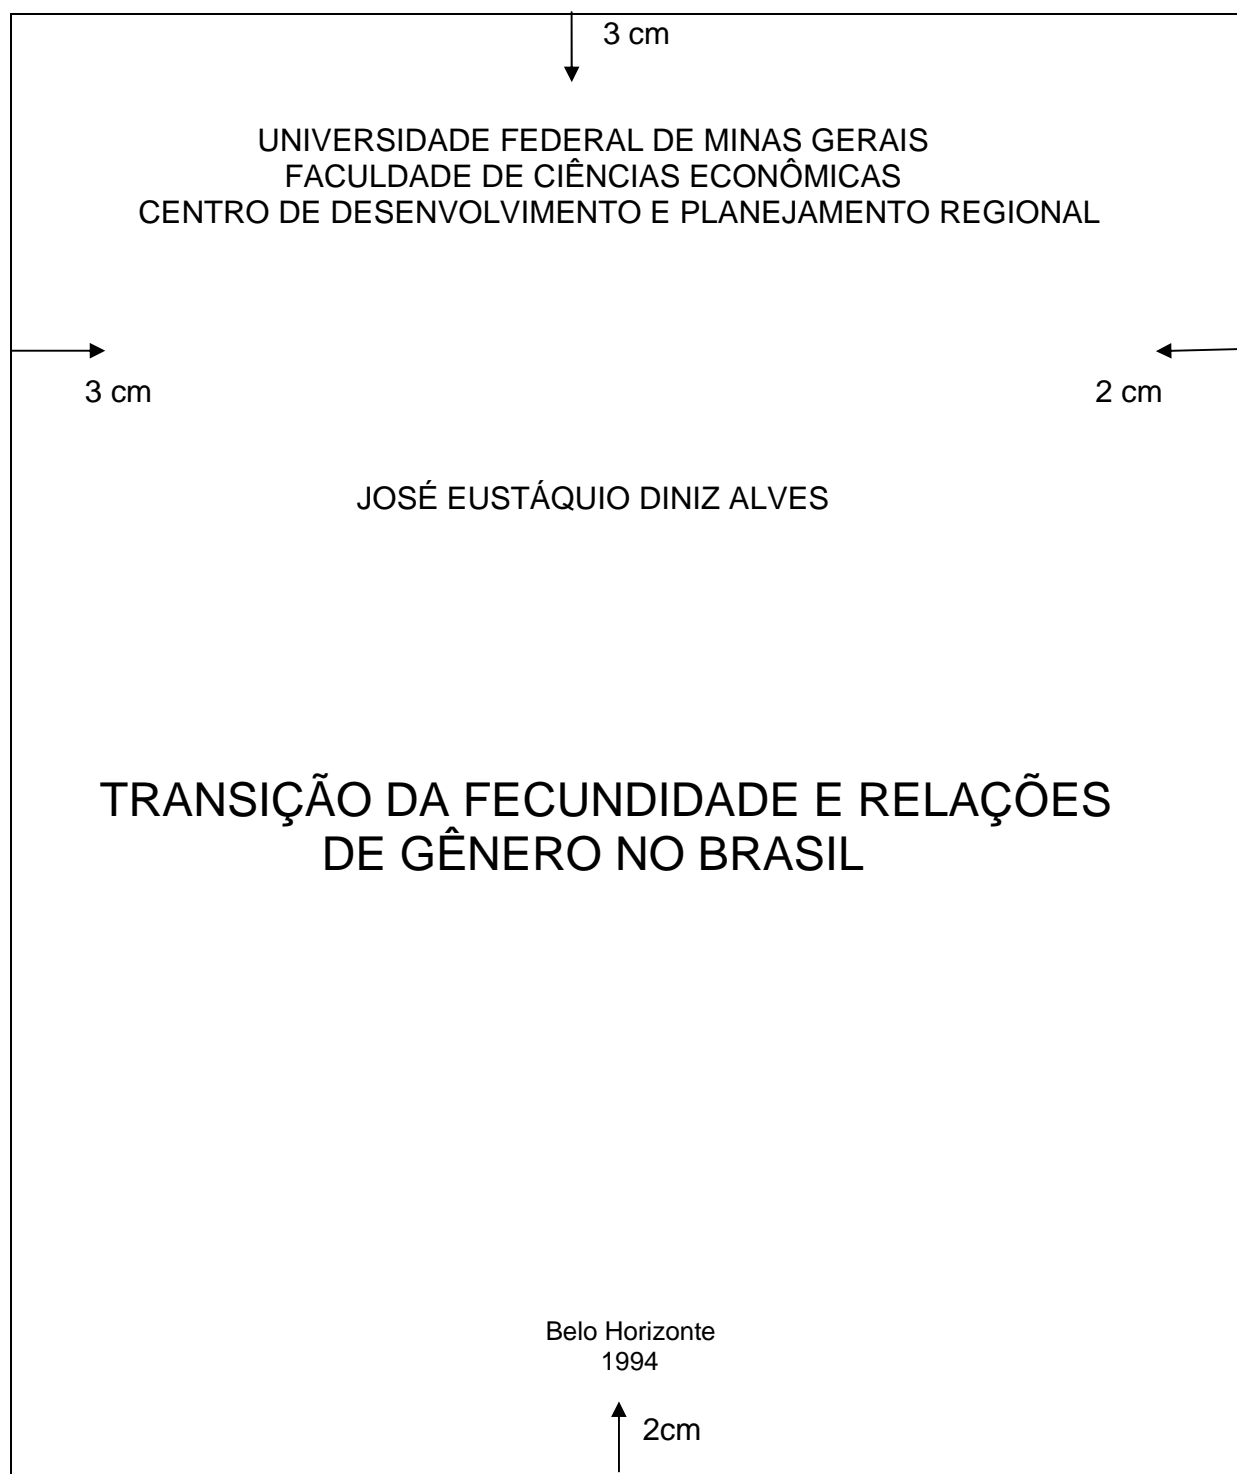 3 cm
UNIVERSIDADE FEDERAL DE MINAS GERAIS
FACULDADE DE CIÊNCIAS ECONÔMICAS
CENTRO DE DESENVOLVIMENTO E PLANEJAMENTO REGIONAL
3 cm
2 cm
JOSÉ EUSTÁQUIO DINIZ ALVES
TRANSIÇÃO DA FECUNDIDADE E RELAÇÕES
DE GÊNERO NO BRASIL
Belo Horizonte
1994
2cm